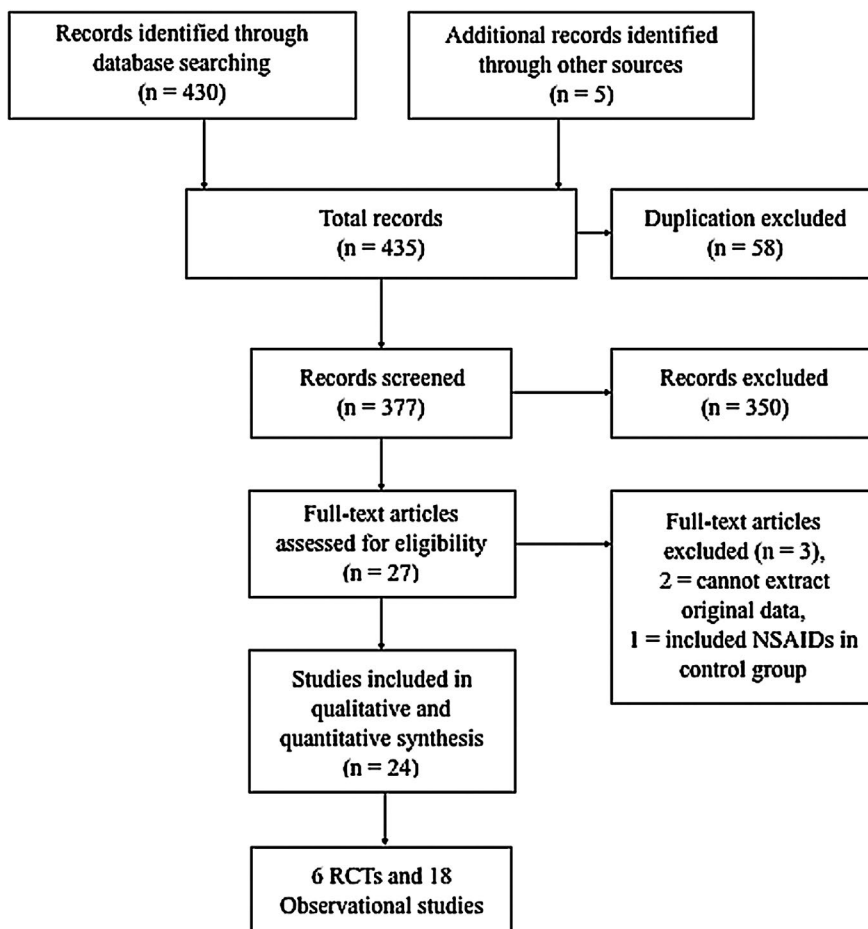 Records identified through
database searching
(n = 430)
Additional records identified
through other sources
(n = 5)
Total records
(n = 435)
Duplication excluded
(n = 58)
Records screened
(n = 377)
Records excluded
(n = 350)
Full-text articles
assessed for eligibility
(n = 27)
Full-text articles
excluded (n = 3),
2 = cannot extract
original data,
1 = included NSAIDs in
control group
Studies included in
qualitative and
quantitative synthesis
(n = 24)
6 RCTs and 18
Observational studies